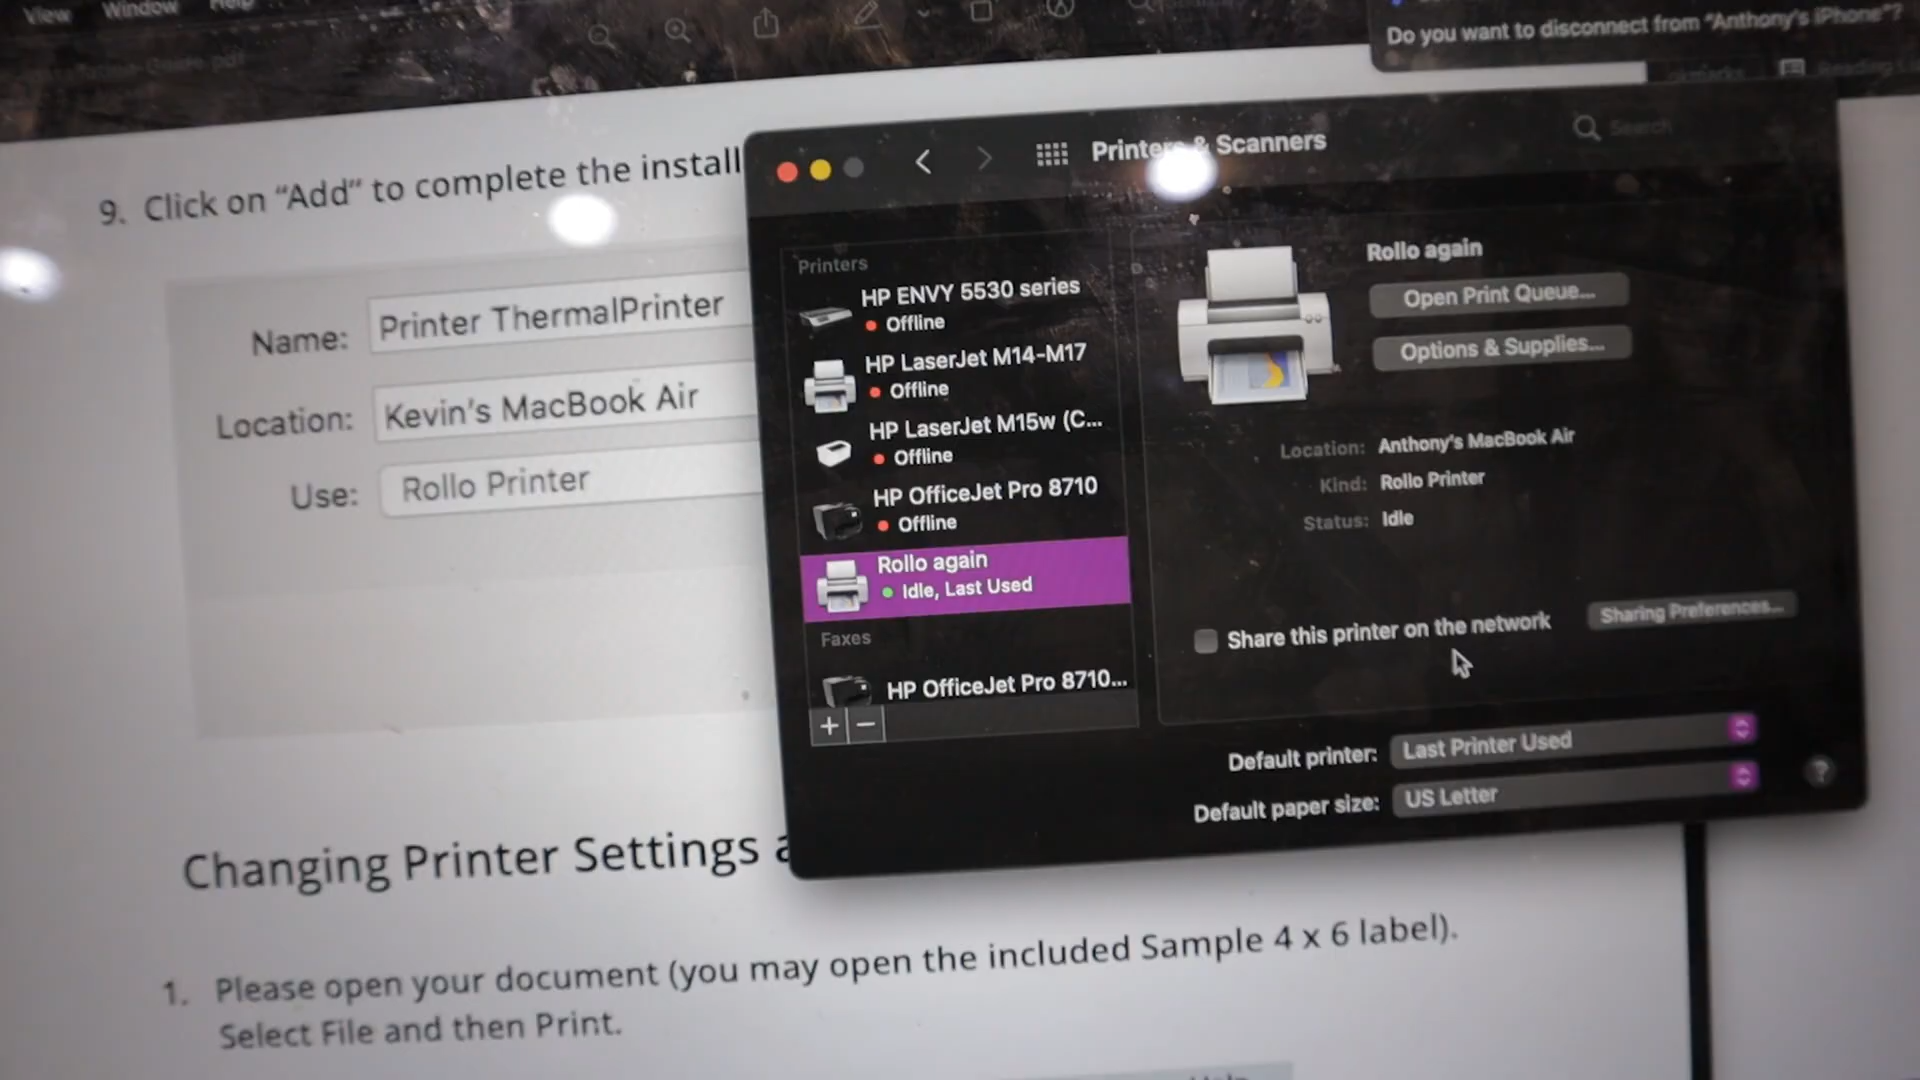 View Window Help
Do you want to disconnect from “Anthony's iPhone”?
Printers & Scanners
Search
9. Click on “Add” to complete the install
Name: Printer ThermalPrinter
Location: Kevin's MacBook Air
Use: Rollo Printer
Printers
HP ENVY 5530 series
Offline
HP LaserJet M14-M17
Offline
HP LaserJet M15w (C...
Offline
HP OfficeJet Pro 8710
Offline
Rollo again
Idle, Last Used
Faxes
HP OfficeJet Pro 8710...
+ −
Rollo again
Open Print Queue...
Options & Supplies...
Location: Anthony's MacBook Air
Kind: Rollo Printer
Status: Idle
Share this printer on the network
Sharing Preferences...
Default printer: Last Printer Used
Default paper size: US Letter
?
Changing Printer Settings a
1. Please open your document (you may open the included Sample 4 x 6 label).
Select File and then Print.